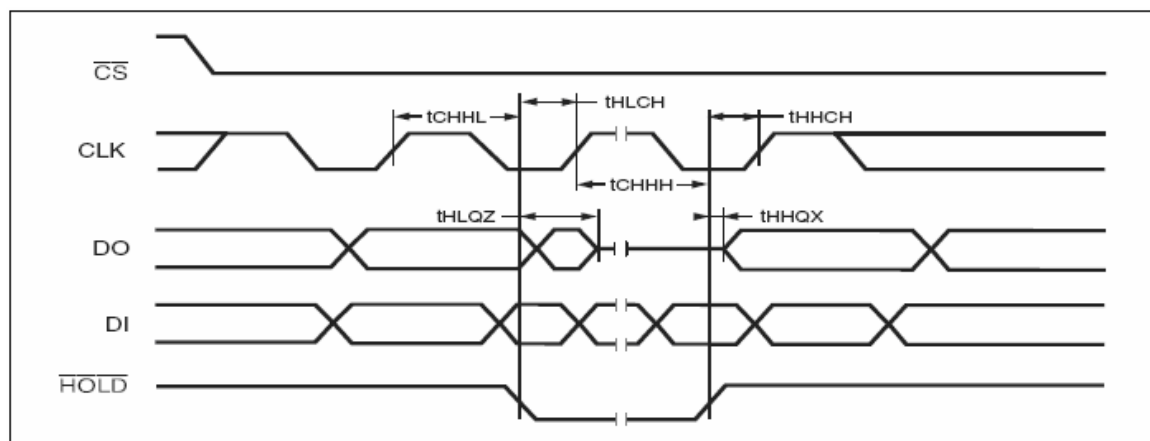 CS
tHLCH
tCHHL
tHHCH
CLK
tCHHH
tHLQZ
tHHQX
DO
DI
HOLD